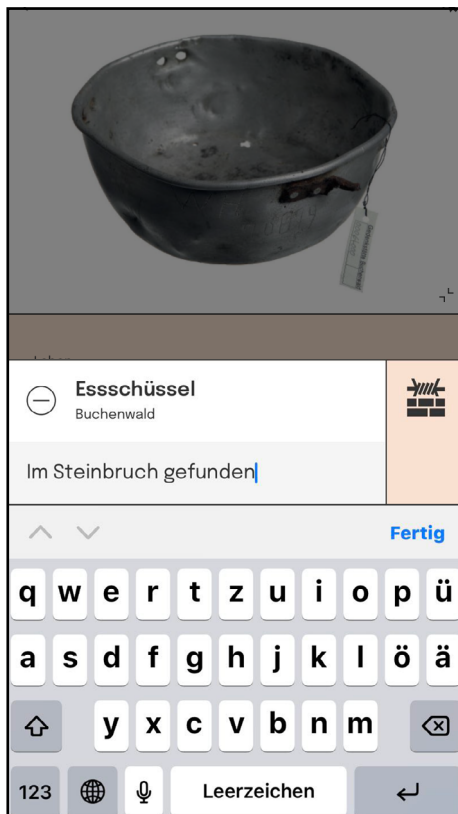 Essschüssel
Buchenwald
Im Steinbruch gefunden
Fertig
q w e r t z u i o p ü
a s d f g h j k l ö ä
y x c v b n m
123 Leerzeichen